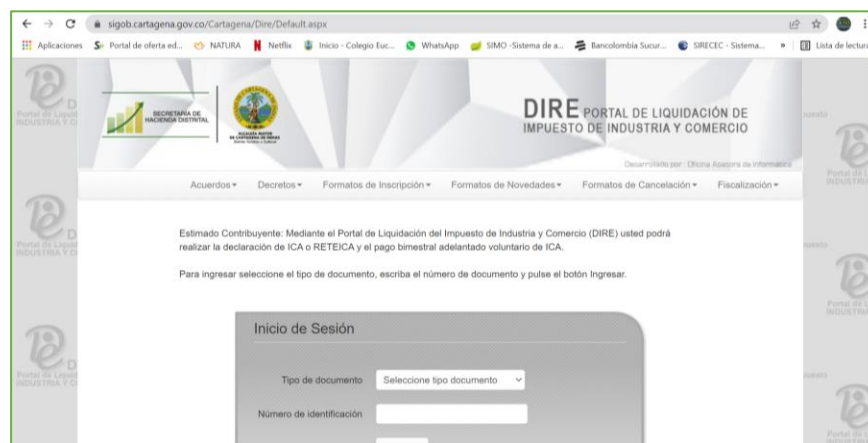 sigob.cartagena.gov.co/Cartagena/Dire/Default.aspx
Aplicaciones
Portal de oferta ed...
NATURA
Netflix
Inicio - Colegio Euc...
WhatsApp
SIMO -Sistema de a...
Bancolombia Sucur...
SIRECEC - Sistema...
»
Lista de lectura
SECRETARÍA DE
HACIENDA DISTRITAL
ALCALDÍA MAYOR
DE CARTAGENA DE INDIAS
DIRE PORTAL DE LIQUIDACIÓN DE
IMPUESTO DE INDUSTRIA Y COMERCIO
Desarrollado por: Oficina Asesora de Informática
Acuerdos
Decretos
Formatos de Inscripción
Formatos de Novedades
Formatos de Cancelación
Fiscalización
Estimado Contribuyente: Mediante el Portal de Liquidación del Impuesto de Industria y Comercio (DIRE) usted podrá
realizar la declaración de ICA o RETEICA y el pago bimestral adelantado voluntario de ICA.
Para ingresar seleccione el tipo de documento, escriba el número de documento y pulse el botón Ingresar.
Inicio de Sesión
Tipo de documento
Seleccione tipo documento
Número de identificación